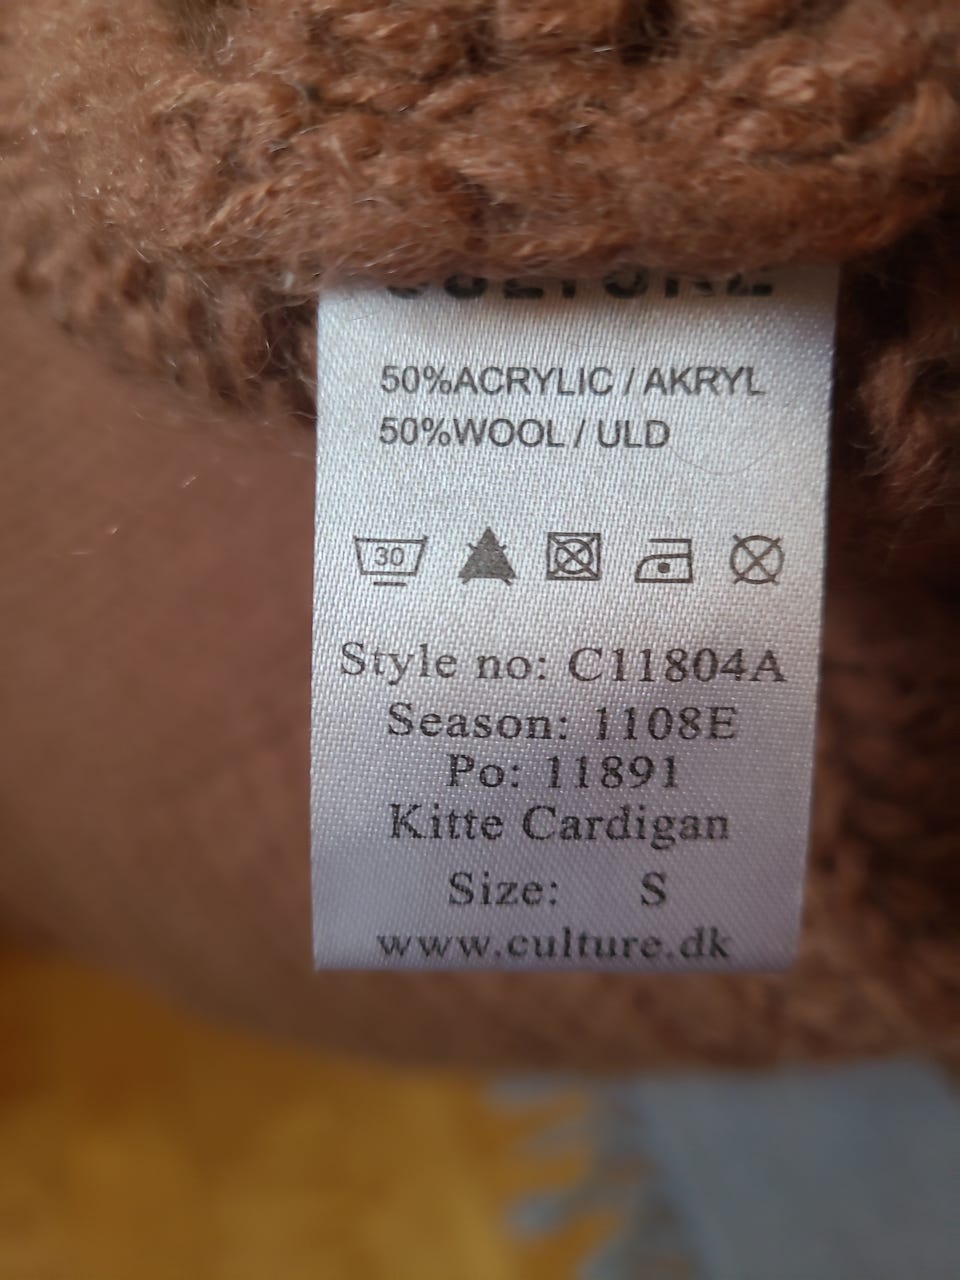 CULTURE
50%ACRYLIC / AKRYL
50%WOOL / ULD
30
Style no: C11804A
Season: 1108E
Po: 11891
Kitte Cardigan
Size: S
www.culture.dk